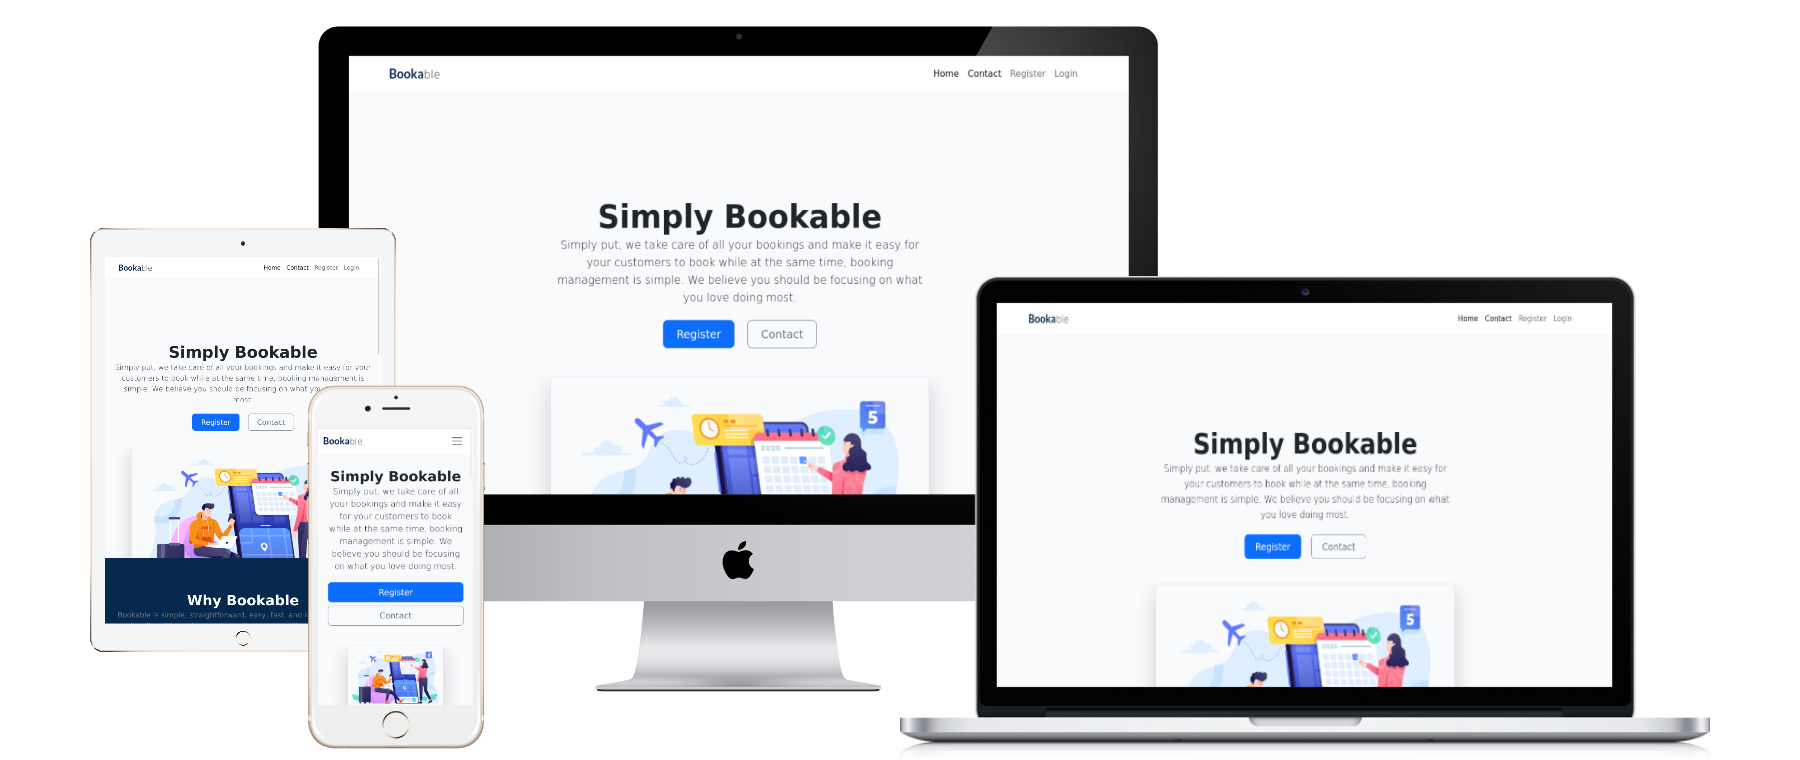 Bookable
Home Contact Register Login
Simply Bookable
Simply put, we take care of all your bookings and make it easy for
your customers to book while at the same time, booking
management is simple. We believe you should be focusing on what
you love doing most.
Register Contact
5
2020
Bookable
Home Contact Register Login
Simply Bookable
Simply put, we take care of all your bookings and make it easy for your
customers to book while at the same time, booking management is
simple. We believe you should be focusing on what you
most.
Register Contact
Why Bookable
Bookable is simple, straightforward, easy, fast, and
Bookable
Simply Bookable
Simply put, we take care of all
your bookings and make it easy
for your customers to book
while at the same time, booking
management is simple. We
believe you should be focusing
on what you love doing most.
Register
Contact
Bookable
Home Contact Register Login
Simply Bookable
Simply put, we take care of all your bookings and make it easy for
your customers to book while at the same time, booking
management is simple. We believe you should be focusing on what
you love doing most.
Register Contact
5
2020